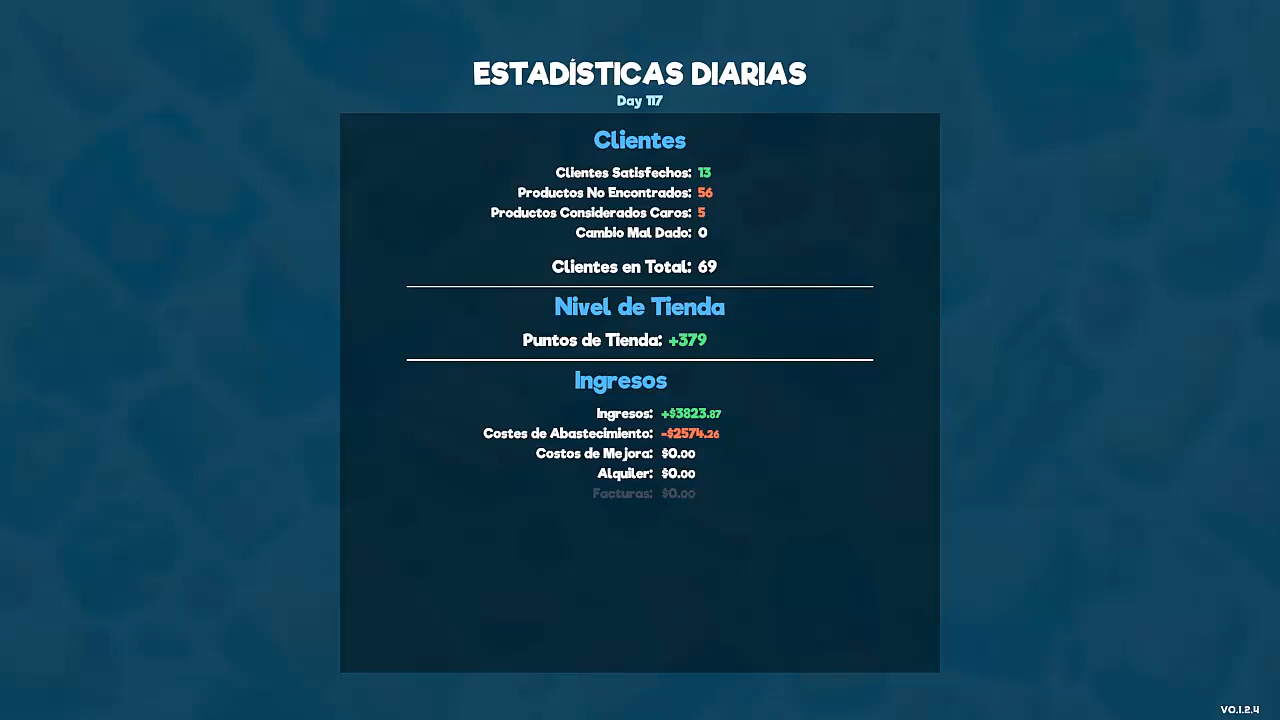 ESTADÍSTICAS DIARIAS
Day 117
Clientes
Clientes Satisfechos: 13
Productos No Encontrados: 56
Productos Considerados Caros: 5
Cambio Mal Dado: 0
Clientes en Total: 69
Nivel de Tienda
Puntos de Tienda: +379
Ingresos
Ingresos: +$3823.87
Costes de Abastecimiento: -$2574.26
Costos de Mejora: $0.00
Alquiler: $0.00
Facturas: $0.00
V0.1.2.4